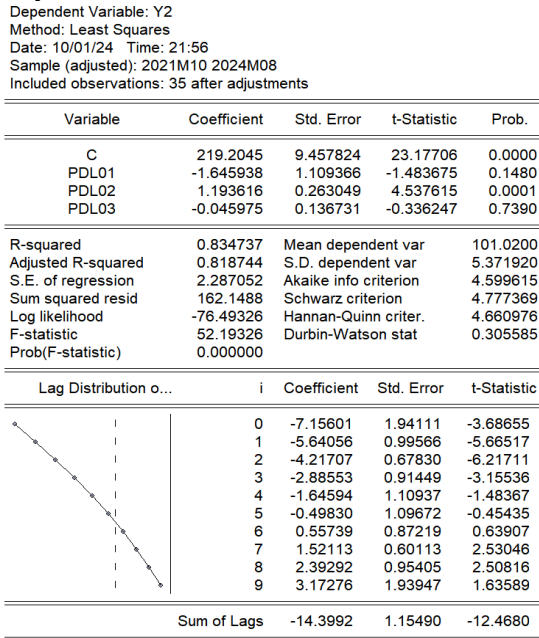 Dependent Variable: Y2
Method: Least Squares
Date: 10/01/24 Time: 21:56
Sample (adjusted): 2021M10 2024M08
Included observations: 35 after adjustments
Variable Coefficient Std. Error t-Statistic Prob.
C 219.2045 9.457824 23.17706 0.0000
PDL01 -1.645938 1.109366 -1.483675 0.1480
PDL02 1.193616 0.263049 4.537615 0.0001
PDL03 -0.045975 0.136731 -0.336247 0.7390
R-squared 0.834737 Mean dependent var 101.0200
Adjusted R-squared 0.818744 S.D. dependent var 5.371920
S.E. of regression 2.287052 Akaike info criterion 4.599615
Sum squared resid 162.1488 Schwarz criterion 4.777369
Log likelihood -76.49326 Hannan-Quinn criter. 4.660976
F-statistic 52.19326 Durbin-Watson stat 0.305585
Prob(F-statistic) 0.000000
Lag Distribution o... i Coefficient Std. Error t-Statistic
0 -7.15601 1.94111 -3.68655
1 -5.64056 0.99566 -5.66517
2 -4.21707 0.67830 -6.21711
3 -2.88553 0.91449 -3.15536
4 -1.64594 1.10937 -1.48367
5 -0.49830 1.09672 -0.45435
6 0.55739 0.87219 0.63907
7 1.52113 0.60113 2.53046
8 2.39292 0.95405 2.50816
9 3.17276 1.93947 1.63589
Sum of Lags -14.3992 1.15490 -12.4680